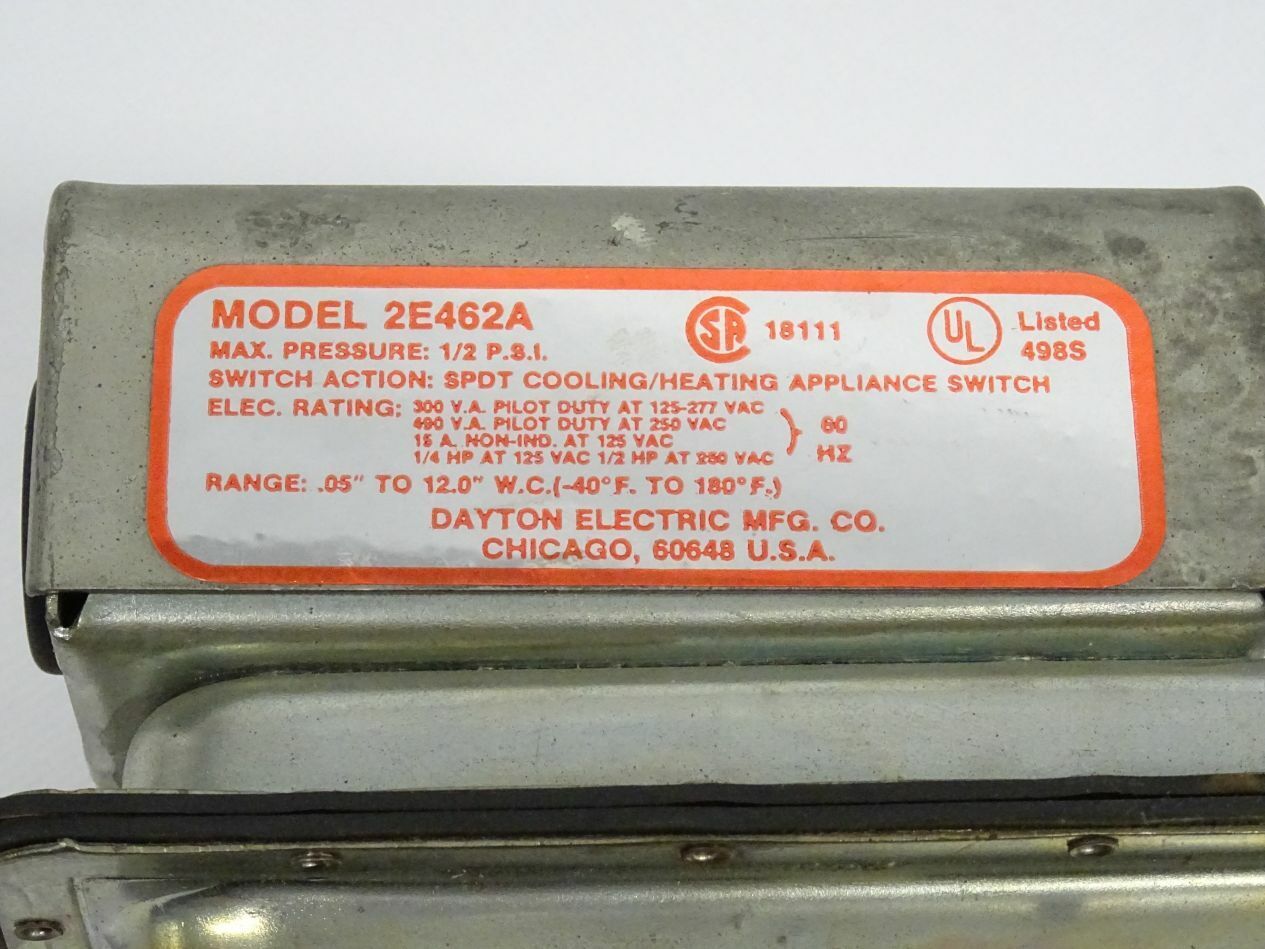 MODEL 2E462A
SA 18111
UL Listed
498S
MAX. PRESSURE: 1/2 P.S.I.
SWITCH ACTION: SPDT COOLING/HEATING APPLIANCE SWITCH
ELEC. RATING: 300 V.A. PILOT DUTY AT 125-277 VAC
490 V.A. PILOT DUTY AT 250 VAC
15 A. NON-IND. AT 125 VAC
1/4 HP AT 125 VAC 1/2 HP AT 250 VAC
60
HZ
RANGE: .05" TO 12.0" W.C.(-40°F. TO 180°F.)
DAYTON ELECTRIC MFG. CO.
CHICAGO, 60648 U.S.A.